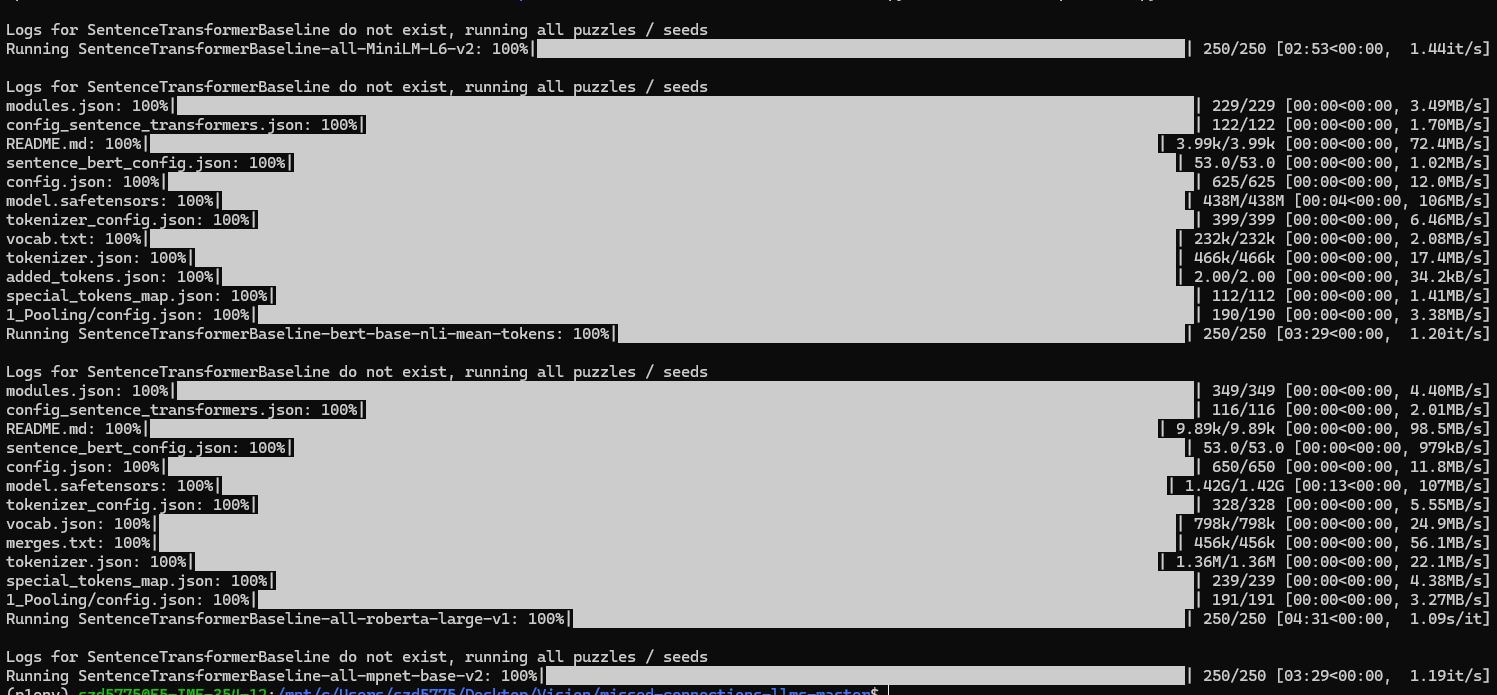 Logs for SentenceTransformerBaseline do not exist, running all puzzles / seeds
Running SentenceTransformerBaseline-all-MiniLM-L6-v2: 100%| | 250/250 [02:53<00:00, 1.44it/s]
Logs for SentenceTransformerBaseline do not exist, running all puzzles / seeds
modules.json: 100%| | 229/229 [00:00<00:00, 3.49MB/s]
config_sentence_transformers.json: 100%| | 122/122 [00:00<00:00, 1.70MB/s]
README.md: 100%| | 3.99k/3.99k [00:00<00:00, 72.4MB/s]
sentence_bert_config.json: 100%| | 53.0/53.0 [00:00<00:00, 1.02MB/s]
config.json: 100%| | 625/625 [00:00<00:00, 12.0MB/s]
model.safetensors: 100%| | 438M/438M [00:04<00:00, 106MB/s]
tokenizer_config.json: 100%| | 399/399 [00:00<00:00, 6.46MB/s]
vocab.txt: 100%| | 232k/232k [00:00<00:00, 2.08MB/s]
tokenizer.json: 100%| | 466k/466k [00:00<00:00, 17.4MB/s]
added_tokens.json: 100%| | 2.00/2.00 [00:00<00:00, 34.2kB/s]
special_tokens_map.json: 100%| | 112/112 [00:00<00:00, 1.41MB/s]
1_Pooling/config.json: 100%| | 190/190 [00:00<00:00, 3.38MB/s]
Running SentenceTransformerBaseline-bert-base-nli-mean-tokens: 100%| | 250/250 [03:29<00:00, 1.20it/s]
Logs for SentenceTransformerBaseline do not exist, running all puzzles / seeds
modules.json: 100%| | 349/349 [00:00<00:00, 4.40MB/s]
config_sentence_transformers.json: 100%| | 116/116 [00:00<00:00, 2.01MB/s]
README.md: 100%| | 9.89k/9.89k [00:00<00:00, 98.5MB/s]
sentence_bert_config.json: 100%| | 53.0/53.0 [00:00<00:00, 979kB/s]
config.json: 100%| | 650/650 [00:00<00:00, 11.8MB/s]
model.safetensors: 100%| | 1.42G/1.42G [00:13<00:00, 107MB/s]
tokenizer_config.json: 100%| | 328/328 [00:00<00:00, 5.55MB/s]
vocab.json: 100%| | 798k/798k [00:00<00:00, 24.9MB/s]
merges.txt: 100%| | 456k/456k [00:00<00:00, 56.1MB/s]
tokenizer.json: 100%| | 1.36M/1.36M [00:00<00:00, 22.1MB/s]
special_tokens_map.json: 100%| | 239/239 [00:00<00:00, 4.38MB/s]
1_Pooling/config.json: 100%| | 191/191 [00:00<00:00, 3.27MB/s]
Running SentenceTransformerBaseline-all-roberta-large-v1: 100%| | 250/250 [04:31<00:00, 1.09s/it]
Logs for SentenceTransformerBaseline do not exist, running all puzzles / seeds
Running SentenceTransformerBaseline-all-mpnet-base-v2: 100%| | 250/250 [03:29<00:00, 1.19it/s]